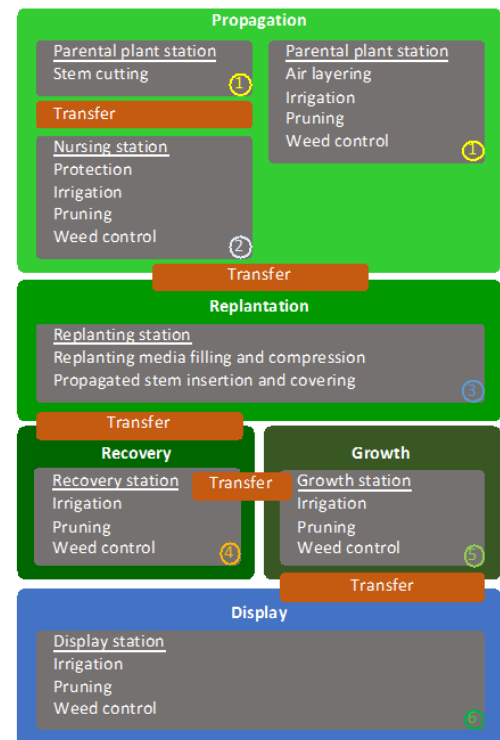 Propagation
Parental plant station
Stem cutting
1
Transfer
Nursing station
Protection
Irrigation
Pruning
Weed control
2
Parental plant station
Air layering
Irrigation
Pruning
Weed control
1
Transfer
Replantation
Replanting station
Replanting media filling and compression
Propagated stem insertion and covering
3
Transfer
Recovery
Recovery station
Irrigation
Pruning
Weed control
4
Transfer
Growth
Growth station
Irrigation
Pruning
Weed control
5
Transfer
Display
Display station
Irrigation
Pruning
Weed control
6